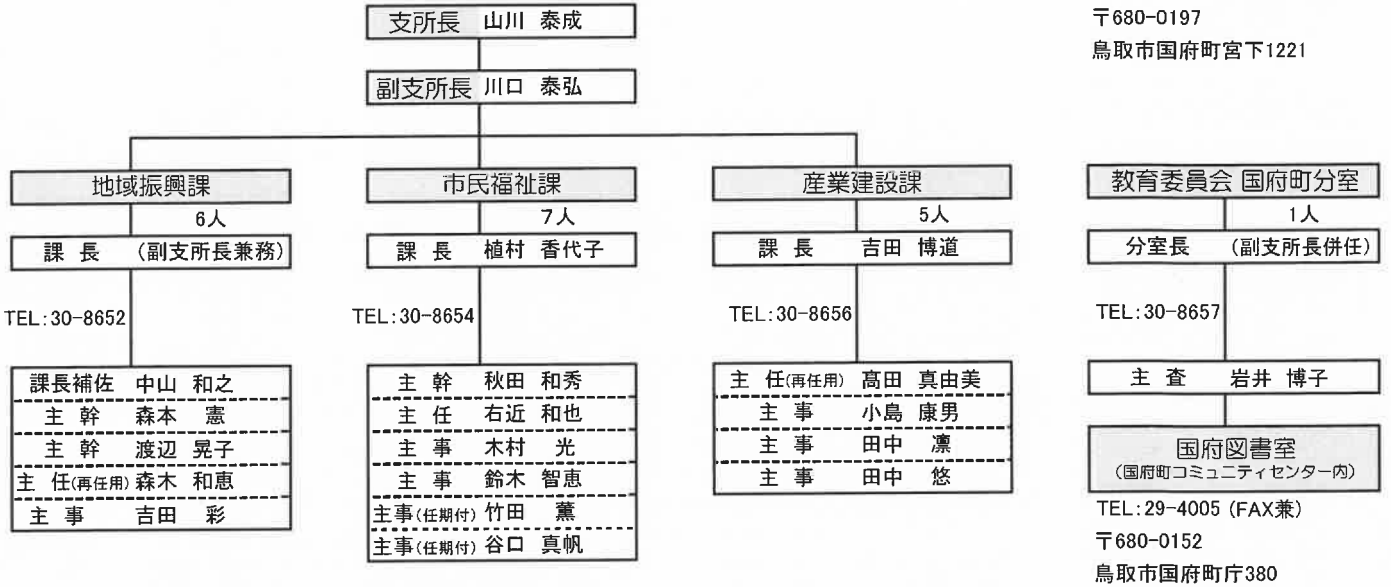 支所長 山川 泰成
副支所長 川口 泰弘
〒680-0197
鳥取市国府町宮下1221
地域振興課
6人
課 長 (副支所長兼務)
TEL:30-8652
課長補佐 中山 和之
主 幹 森本 憲
主 幹 渡辺 晃子
主 任(再任用) 森木 和恵
主 事 吉田 彩
市民福祉課
7人
課 長 植村 香代子
TEL:30-8654
主 幹 秋田 和秀
主 任 右近 和也
主 事 木村 光
主 事 鈴木 智恵
主事(任期付) 竹田 薫
主事(任期付) 谷口 真帆
産業建設課
5人
課 長 吉田 博道
TEL:30-8656
主 任(再任用) 髙田 真由美
主 事 小島 康男
主 事 田中 凛
主 事 田中 悠
教育委員会 国府町分室
1人
分室長 (副支所長併任)
TEL:30-8657
主 査 岩井 博子
国府図書室
(国府町コミュニティセンター内)
TEL:29-4005 (FAX兼)
〒680-0152
鳥取市国府町庁380